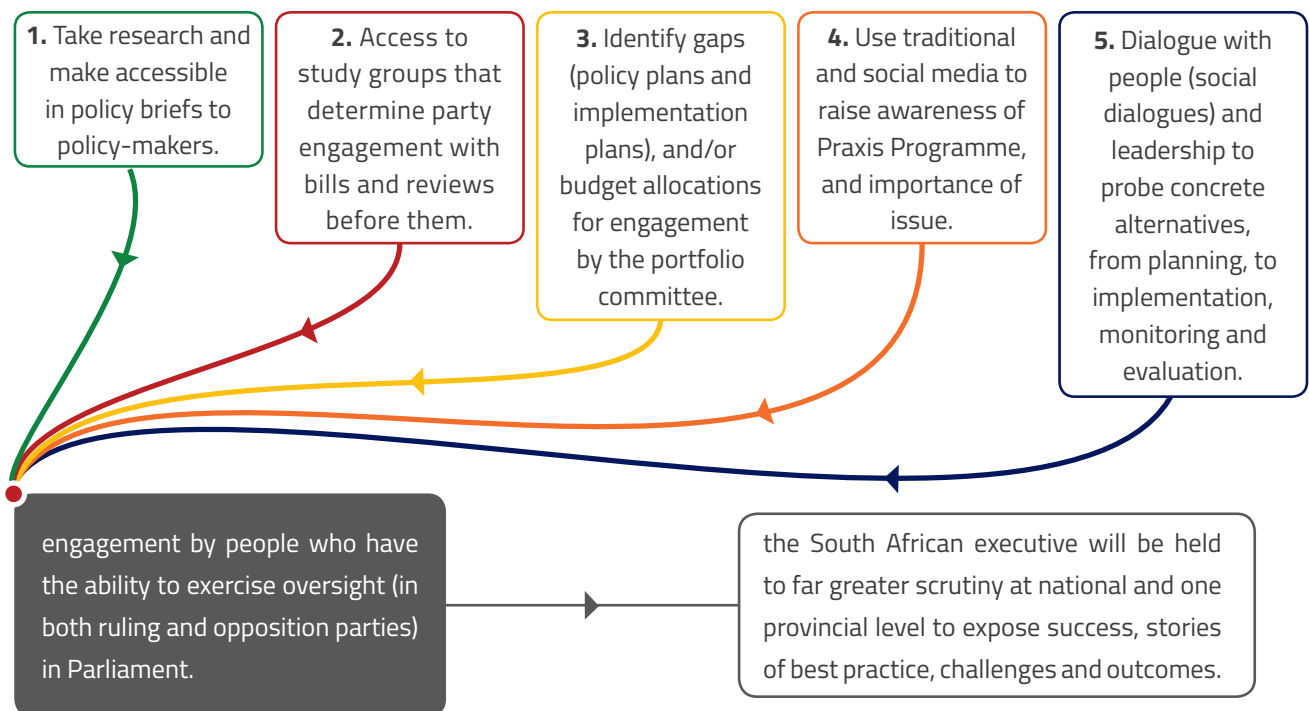 1. Take research and
make accessible
in policy briefs to
policy-makers.
2. Access to
study groups that
determine party
engagement with
bills and reviews
before them.
3. Identify gaps
(policy plans and
implementation
plans), and/or
budget allocations
for engagement
by the portfolio
committee.
4. Use traditional
and social media to
raise awareness of
Praxis Programme,
and importance of
issue.
5. Dialogue with
people (social
dialogues) and
leadership to
probe concrete
alternatives,
from planning, to
implementation,
monitoring and
evaluation.
engagement by people who have
the ability to exercise oversight (in
both ruling and opposition parties)
in Parliament.
the South African executive will be held
to far greater scrutiny at national and one
provincial level to expose success, stories
of best practice, challenges and outcomes.